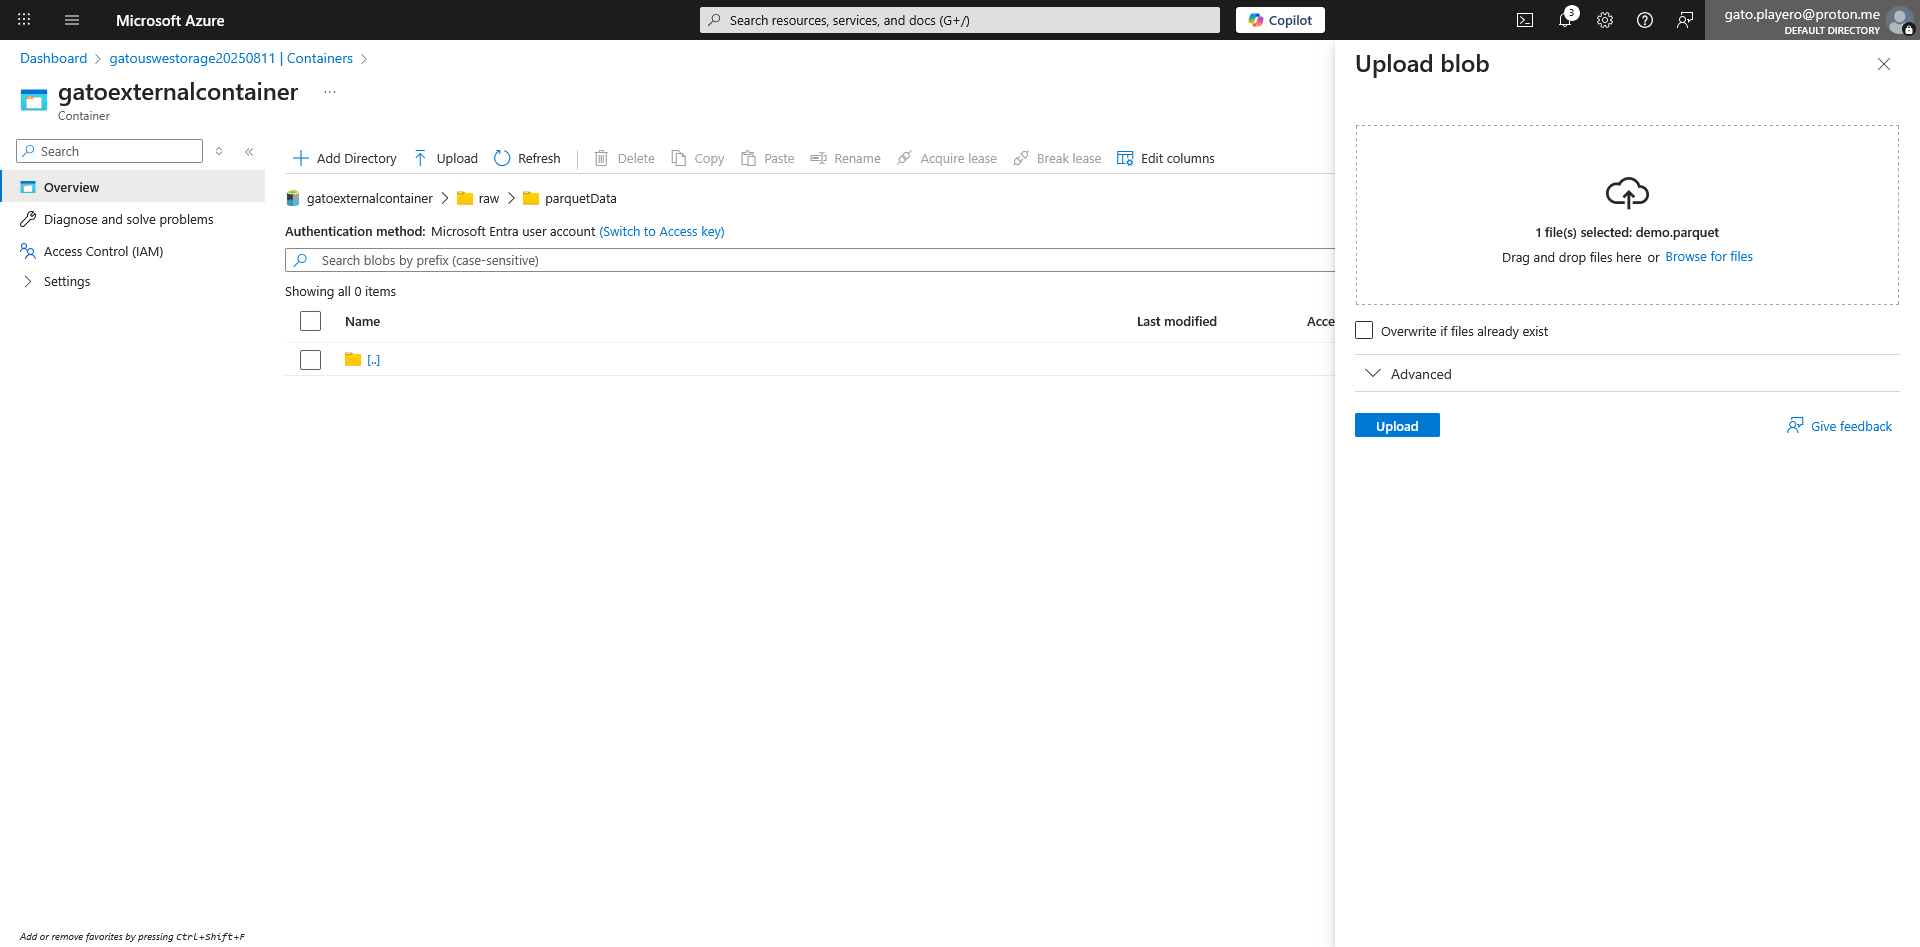 Microsoft Azure
Search resources, services, and docs (G+/)
Copilot
3
gato.playero@proton.me
DEFAULT DIRECTORY
Dashboard
gatouswestorage20250811 | Containers
gatoexternalcontainer
...
Container
Search
Overview
Diagnose and solve problems
Access Control (IAM)
Settings
Add Directory
Upload
Refresh
Delete
Copy
Paste
Rename
Acquire lease
Break lease
Edit columns
gatoexternalcontainer
raw
parquetData
Authentication method: Microsoft Entra user account (Switch to Access key)
Search blobs by prefix (case-sensitive)
Showing all 0 items
Name
Last modified
Acce
[..]
Upload blob
1 file(s) selected: demo.parquet
Drag and drop files here or Browse for files
Overwrite if files already exist
Advanced
Upload
Give feedback
Add or remove favorites by pressing Ctrl+Shift+F